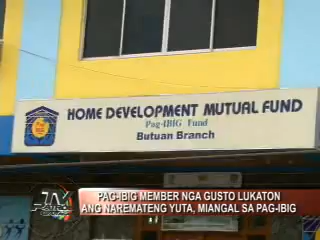 HOME DEVELOPMENT MUTUAL FUND
Pag-IBIG Fund
Butuan Branch
PAG-IBIG MEMBER NGA GUSTO LUKATON
ANG NAREMATENG YUTA, MIANGAL SA PAG-IBIG